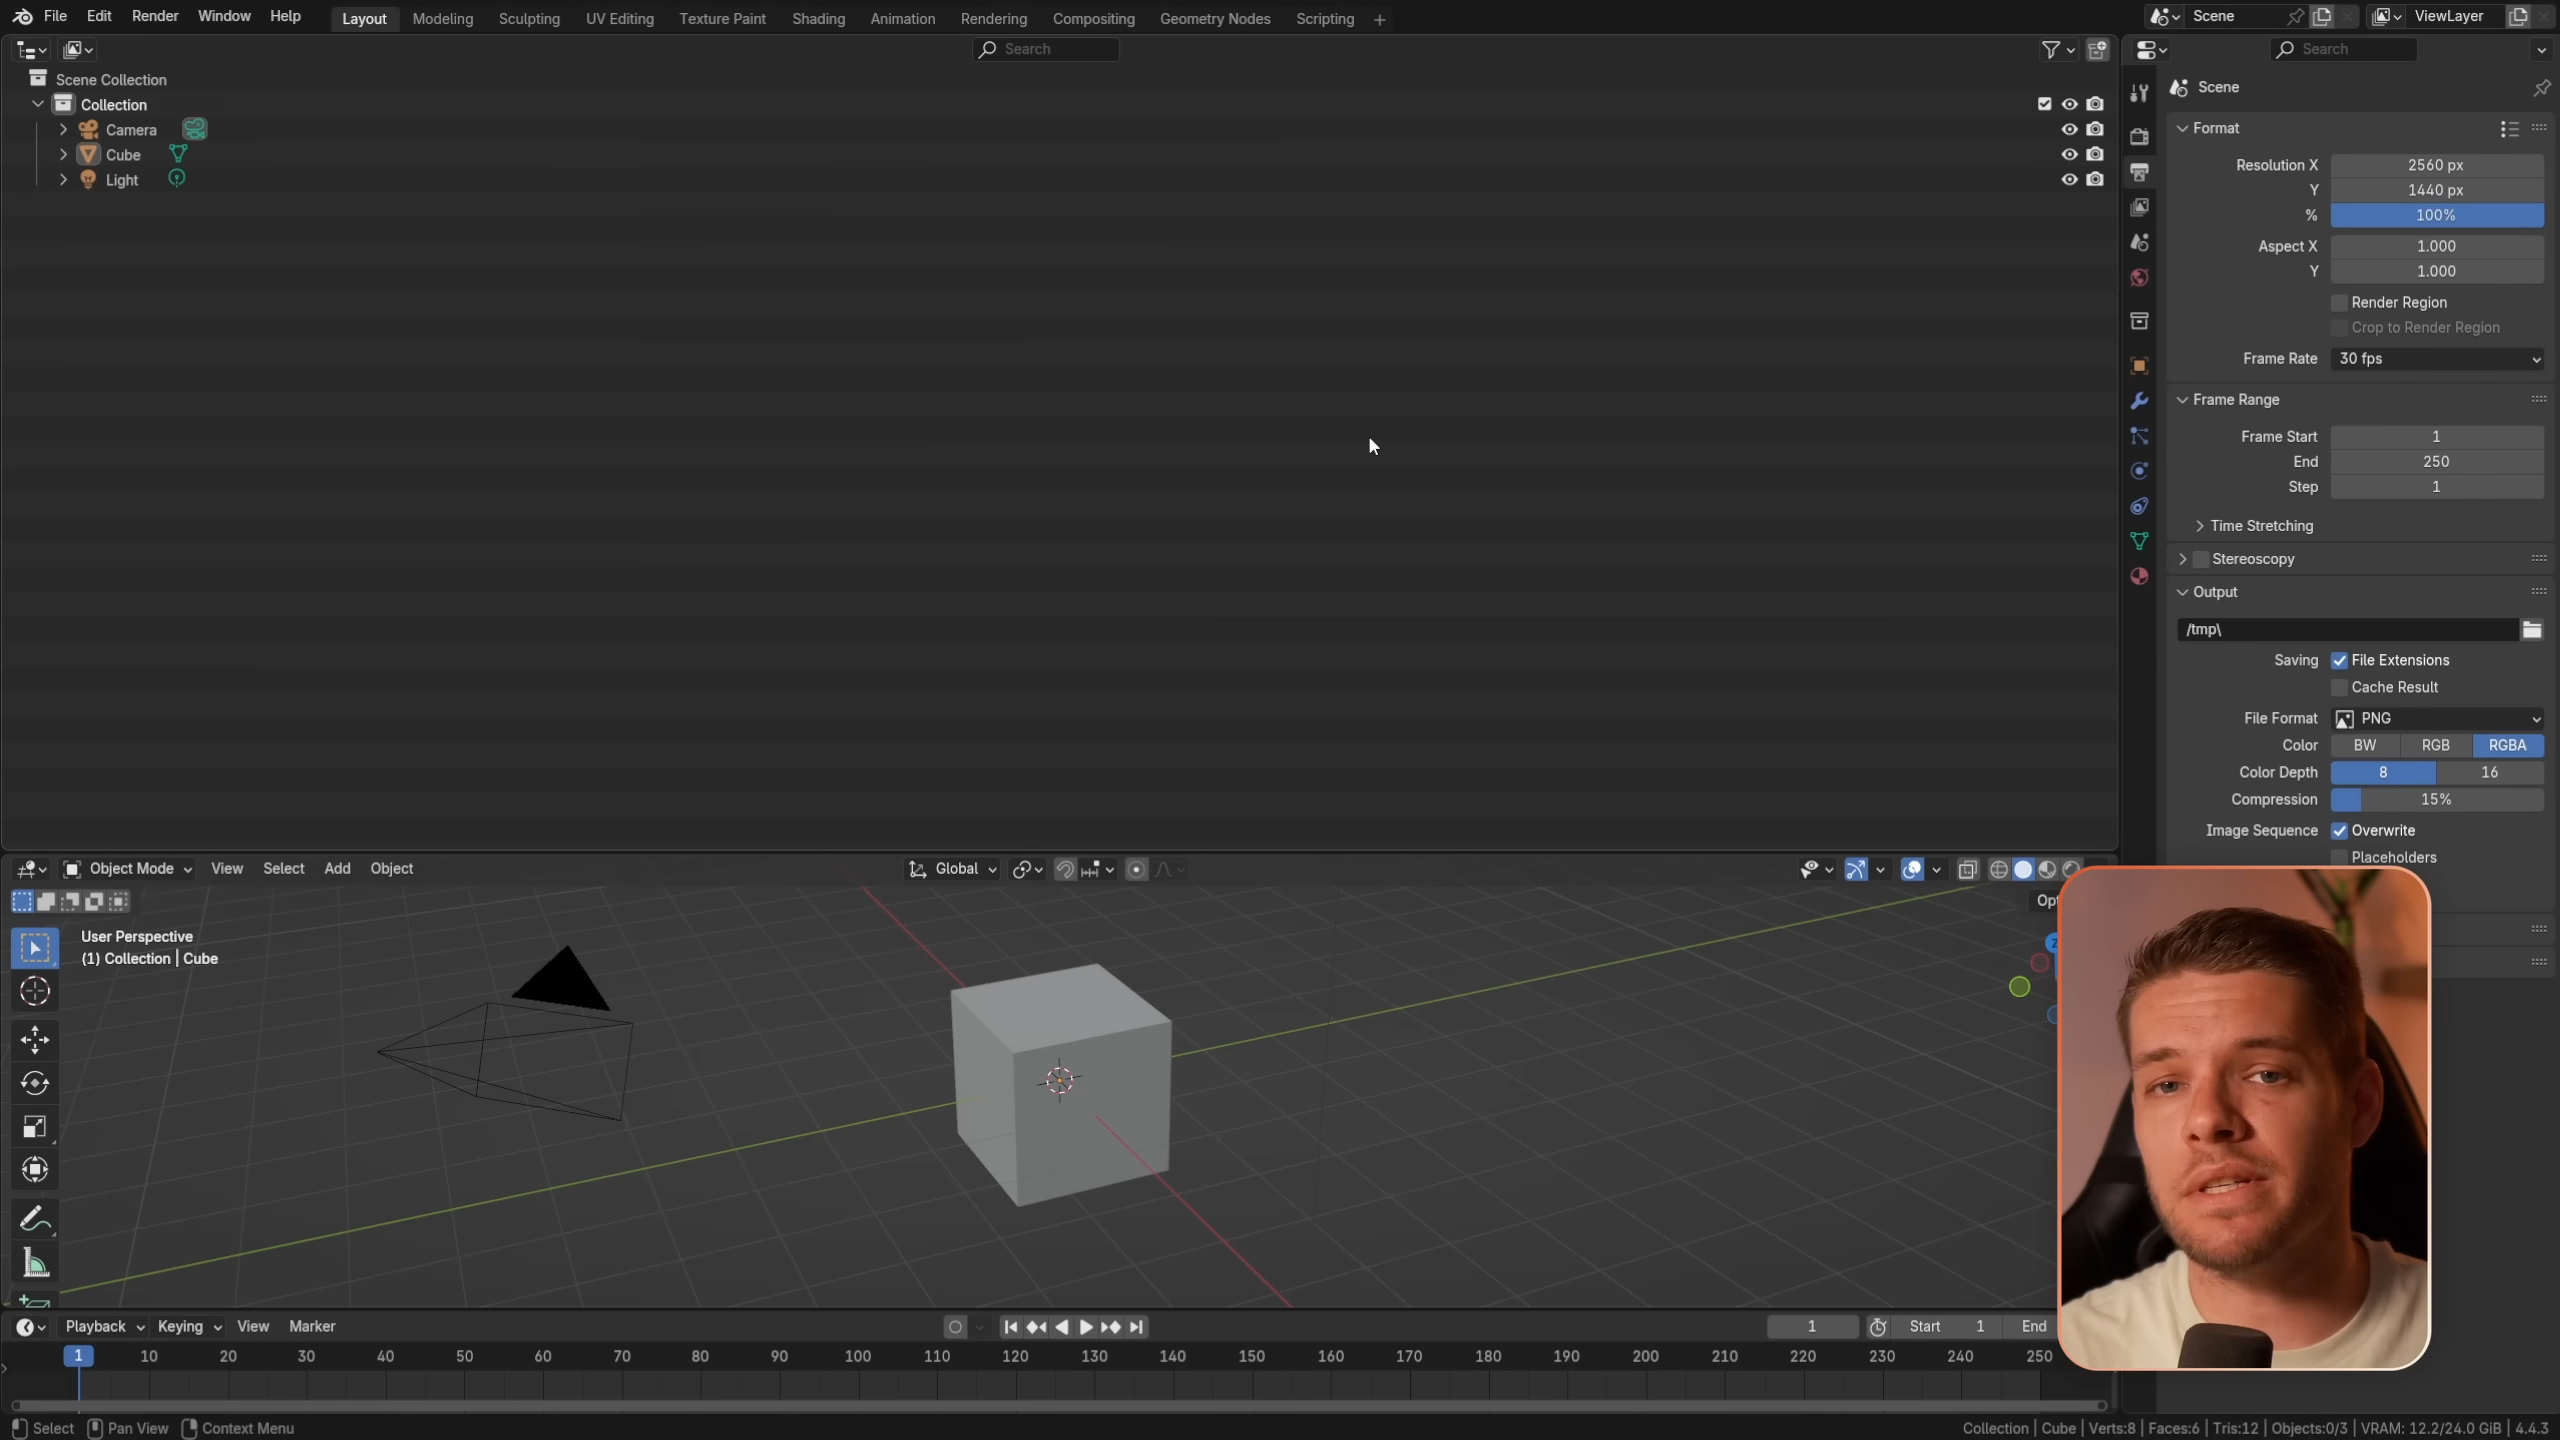 File Edit Render Window Help Layout Modeling Sculpting UV Editing Texture Paint Shading Animation Rendering Compositing Geometry Nodes Scripting + Scene ViewLayer
Search
Search
Scene Collection
Collection
Camera
Cube
Light
Scene
Format
Resolution X 2560 px
Y 1440 px
% 100%
Aspect X 1.000
Y 1.000
Render Region
Crop to Render Region
Frame Rate 30 fps
Frame Range
Frame Start 1
End 250
Step 1
Time Stretching
Stereoscopy
Output
/tmp\
Saving File Extensions
Cache Result
File Format PNG
Color BW RGB RGBA
Color Depth 8 16
Compression 15%
Image Sequence Overwrite
Placeholders
Object Mode View Select Add Object Global
Opt
User Perspective
(1) Collection | Cube
Z
Playback Keying View Marker 1 Start 1 End
1 10 20 30 40 50 60 70 80 90 100 110 120 130 140 150 160 170 180 190 200 210 220 230 240 250
Select Pan View Context Menu Collection | Cube | Verts:8 | Faces:6 | Tris:12 | Objects:0/3 | VRAM: 12.2/24.0 GiB | 4.4.3